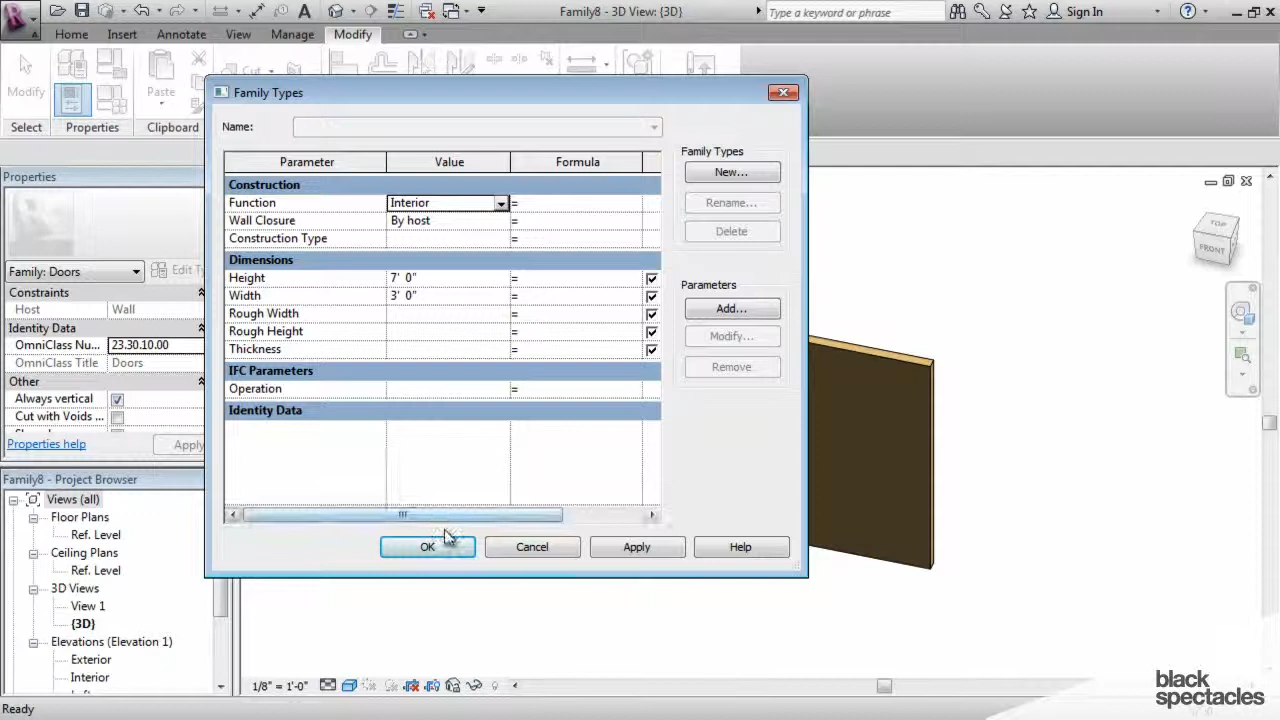 Family8 - 3D View: {3D}
Type a keyword or phrase
Sign In
Home
Insert
Annotate
View
Manage
Modify
Modify
Paste
Cut
Select
Properties
Clipboard
Family Types
Name:
Parameter
Value
Formula
Construction
Function
Interior
=
Wall Closure
By host
=
Construction Type
=
Dimensions
Height
7' 0"
=
Width
3' 0"
=
Rough Width
=
Rough Height
=
Thickness
=
IFC Parameters
Operation
=
Identity Data
Family Types
New...
Rename...
Delete
Parameters
Add...
Modify...
Remove
OK
Cancel
Apply
Help
Properties
Family: Doors
Edit Ty
Constraints
Host
Wall
Identity Data
OmniClass Nu...
23.30.10.00
OmniClass Title
Doors
Other
Always vertical
Cut with Voids ...
Properties help
Apply
Family8 - Project Browser
Views (all)
Floor Plans
Ref. Level
Ceiling Plans
Ref. Level
3D Views
View 1
{3D}
Elevations (Elevation 1)
Exterior
Interior
TOP
FRONT
1/8" = 1'-0"
Ready
black
spectacles